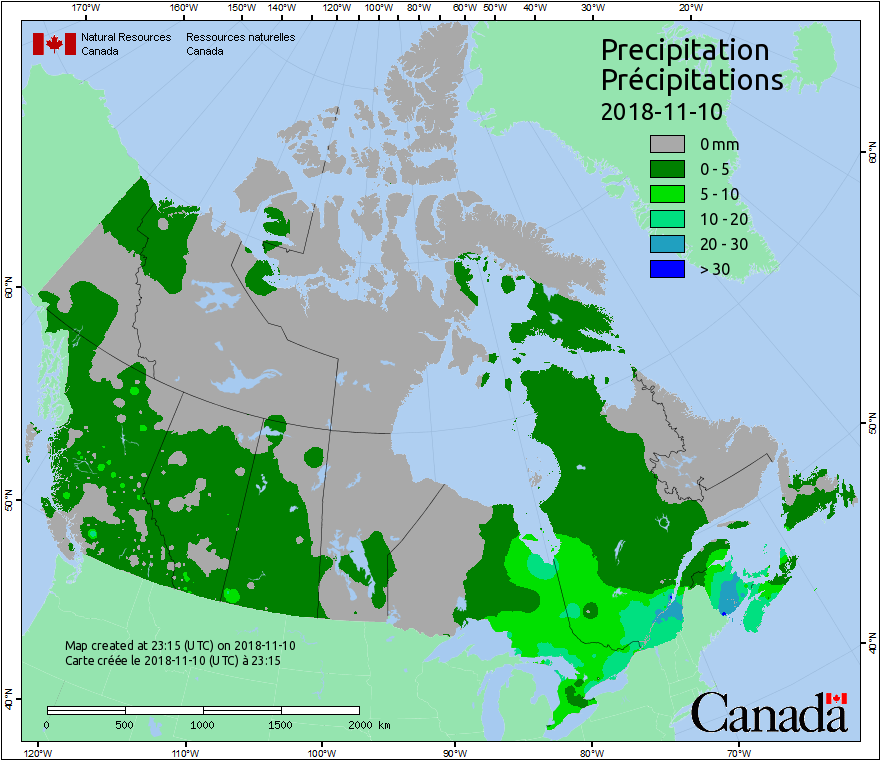 170°W 160°W 150°W 140°W 120°W 100°W 80°W 60°W 50°W 40°W 30°W 20°W
Natural Resources Canada
Ressources naturelles Canada
Precipitation
Précipitations
2018-11-10
0 mm
0 - 5
5 - 10
10 - 20
20 - 30
> 30
60°N
50°N
40°N
60°N
50°N
40°N
Map created at 23:15 (UTC) on 2018-11-10
Carte créée le 2018-11-10 (UTC) à 23:15
0 500 1000 1500 2000 km
Canada
120°W 110°W 100°W 90°W 80°W 70°W